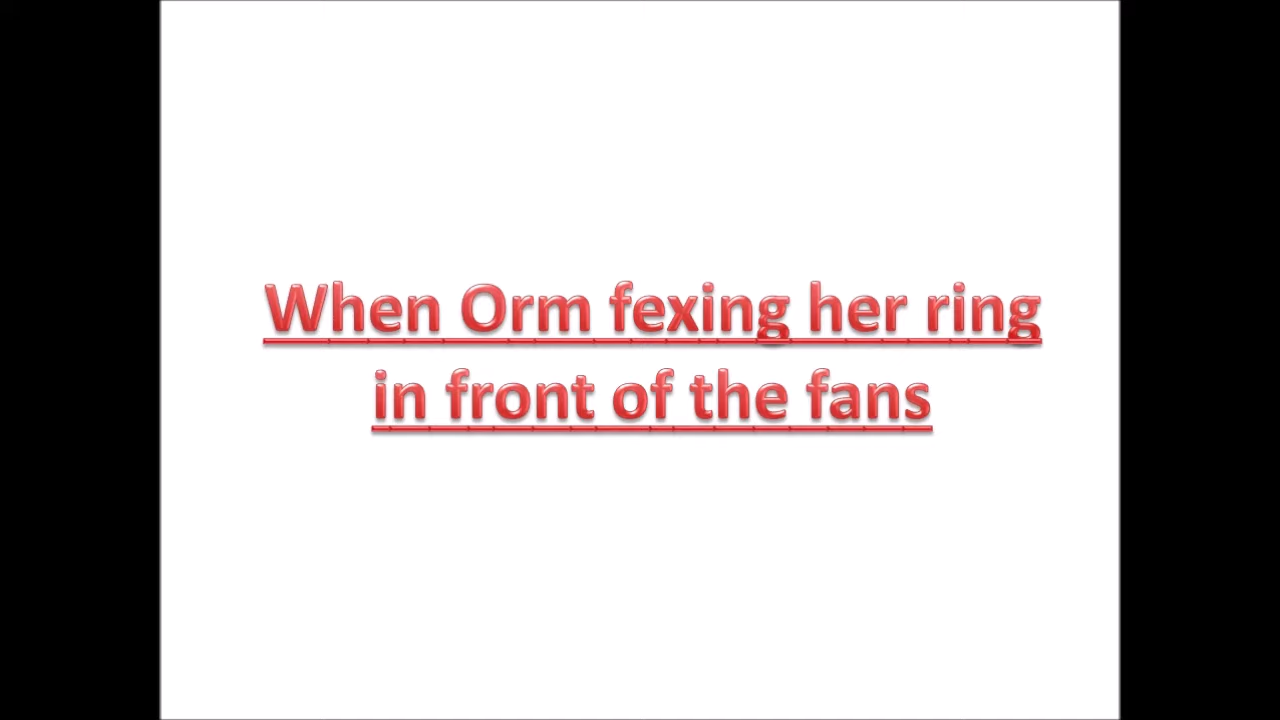 When Orm fexing her ring
in front of the fans